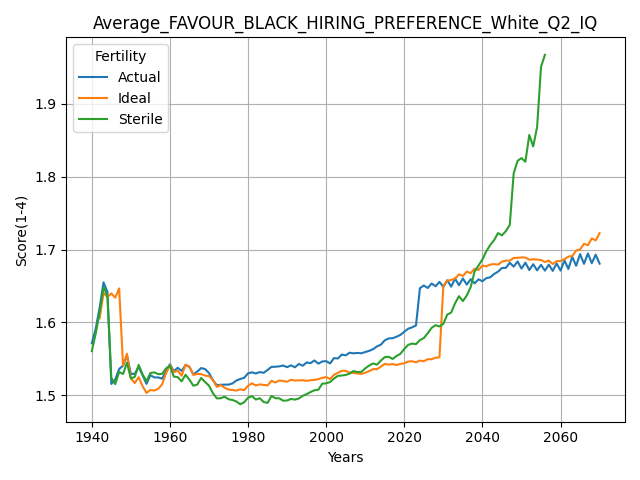 Average_FAVOUR_BLACK_HIRING_PREFERENCE_White_Q2_IQ
Fertility
Actual
Ideal
Sterile
1.9
1.8
1.7
1.6
1.5
Score(1-4)
1940 1960 1980 2000 2020 2040 2060
Years